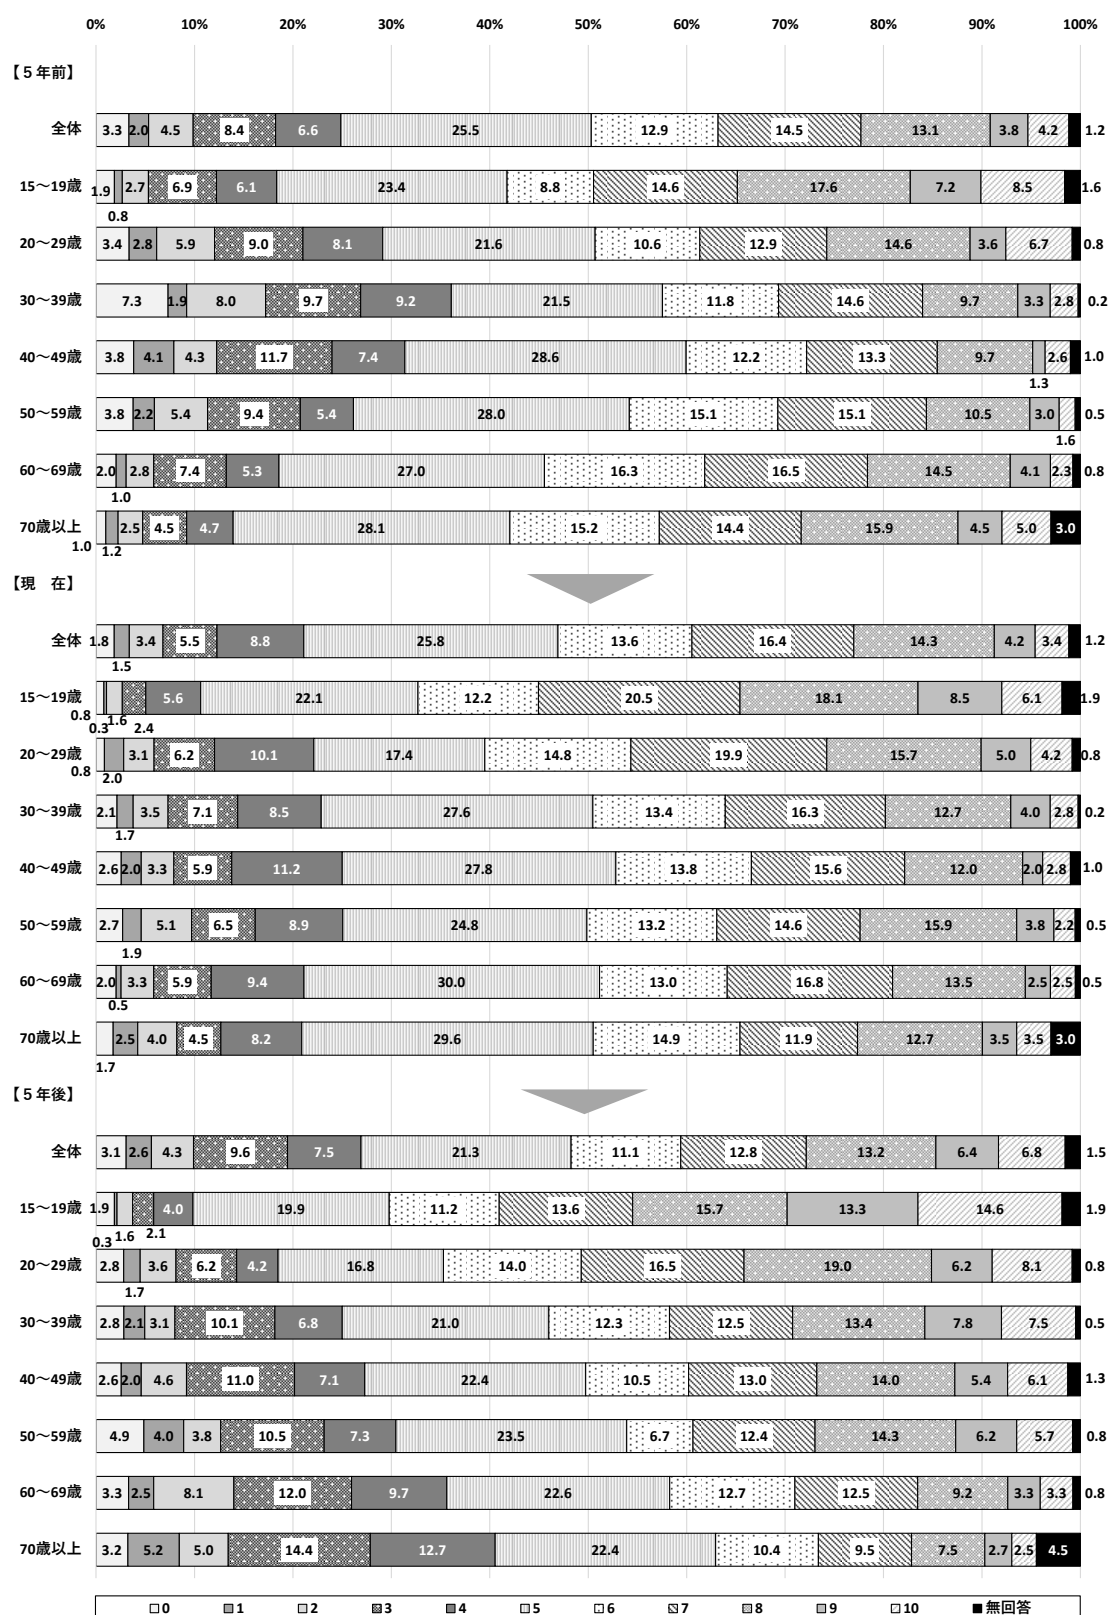 0% 10% 20% 30% 40% 50% 60% 70% 80% 90% 100%
【５年前】
全体 3.3 2.0 4.5 8.4 6.6 25.5 12.9 14.5 13.1 3.8 4.2 1.2
15～19歳 1.9 0.8 2.7 6.9 6.1 23.4 8.8 14.6 17.6 7.2 8.5 1.6
20～29歳 3.4 2.8 5.9 9.0 8.1 21.6 10.6 12.9 14.6 3.6 6.7 0.8
30～39歳 7.3 1.9 8.0 9.7 9.2 21.5 11.8 14.6 9.7 3.3 2.8 0.2
40～49歳 3.8 4.1 4.3 11.7 7.4 28.6 12.2 13.3 9.7 1.3 2.6 1.0
50～59歳 3.8 2.2 5.4 9.4 5.4 28.0 15.1 15.1 10.5 3.0 1.6 0.5
60～69歳 2.0 1.0 2.8 7.4 5.3 27.0 16.3 16.5 14.5 4.1 2.3 0.8
70歳以上 1.0 1.2 2.5 4.5 4.7 28.1 15.2 14.4 15.9 4.5 5.0 3.0
【現　在】
全体 1.8 1.5 3.4 5.5 8.8 25.8 13.6 16.4 14.3 4.2 3.4 1.2
15～19歳 0.8 0.3 1.6 2.4 5.6 22.1 12.2 20.5 18.1 8.5 6.1 1.9
20～29歳 0.8 2.0 3.1 6.2 10.1 17.4 14.8 19.9 15.7 5.0 4.2 0.8
30～39歳 2.1 1.7 3.5 7.1 8.5 27.6 13.4 16.3 12.7 4.0 2.8 0.2
40～49歳 2.6 2.0 3.3 5.9 11.2 27.8 13.8 15.6 12.0 2.0 2.8 1.0
50～59歳 2.7 1.9 5.1 6.5 8.9 24.8 13.2 14.6 15.9 3.8 2.2 0.5
60～69歳 2.0 0.5 3.3 5.9 9.4 30.0 13.0 16.8 13.5 2.5 2.5 0.5
70歳以上 1.7 2.5 4.0 4.5 8.2 29.6 14.9 11.9 12.7 3.5 3.5 3.0
【５年後】
全体 3.1 2.6 4.3 9.6 7.5 21.3 11.1 12.8 13.2 6.4 6.8 1.5
15～19歳 1.9 0.3 1.6 2.1 4.0 19.9 11.2 13.6 15.7 13.3 14.6 1.9
20～29歳 2.8 1.7 3.6 6.2 4.2 16.8 14.0 16.5 19.0 6.2 8.1 0.8
30～39歳 2.8 2.1 3.1 10.1 6.8 21.0 12.3 12.5 13.4 7.8 7.5 0.5
40～49歳 2.6 2.0 4.6 11.0 7.1 22.4 10.5 13.0 14.0 5.4 6.1 1.3
50～59歳 4.9 4.0 3.8 10.5 7.3 23.5 6.7 12.4 14.3 6.2 5.7 0.8
60～69歳 3.3 2.5 8.1 12.0 9.7 22.6 12.7 12.5 9.2 3.3 3.3 0.8
70歳以上 3.2 5.2 5.0 14.4 12.7 22.4 10.4 9.5 7.5 2.7 2.5 4.5
0 1 2 3 4 5 6 7 8 9 10 無回答